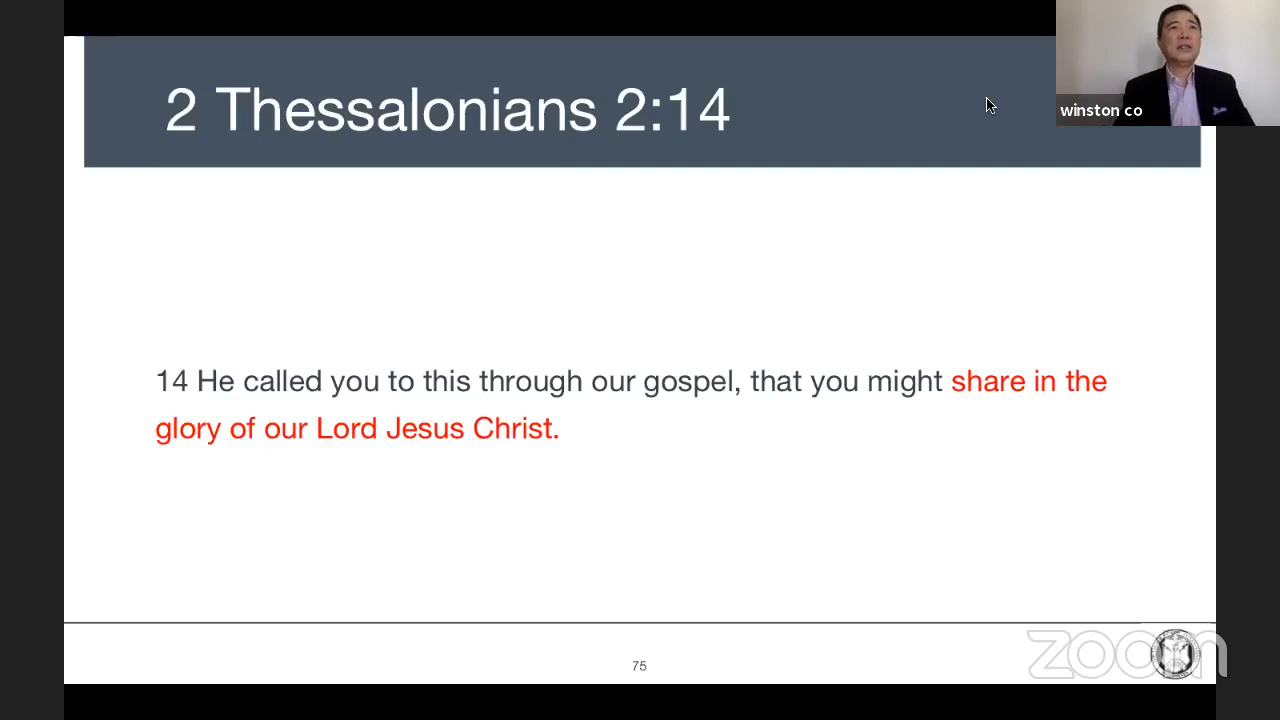 2 Thessalonians 2:14
winston co
14 He called you to this through our gospel, that you might share in the
glory of our Lord Jesus Christ.
75
zoom